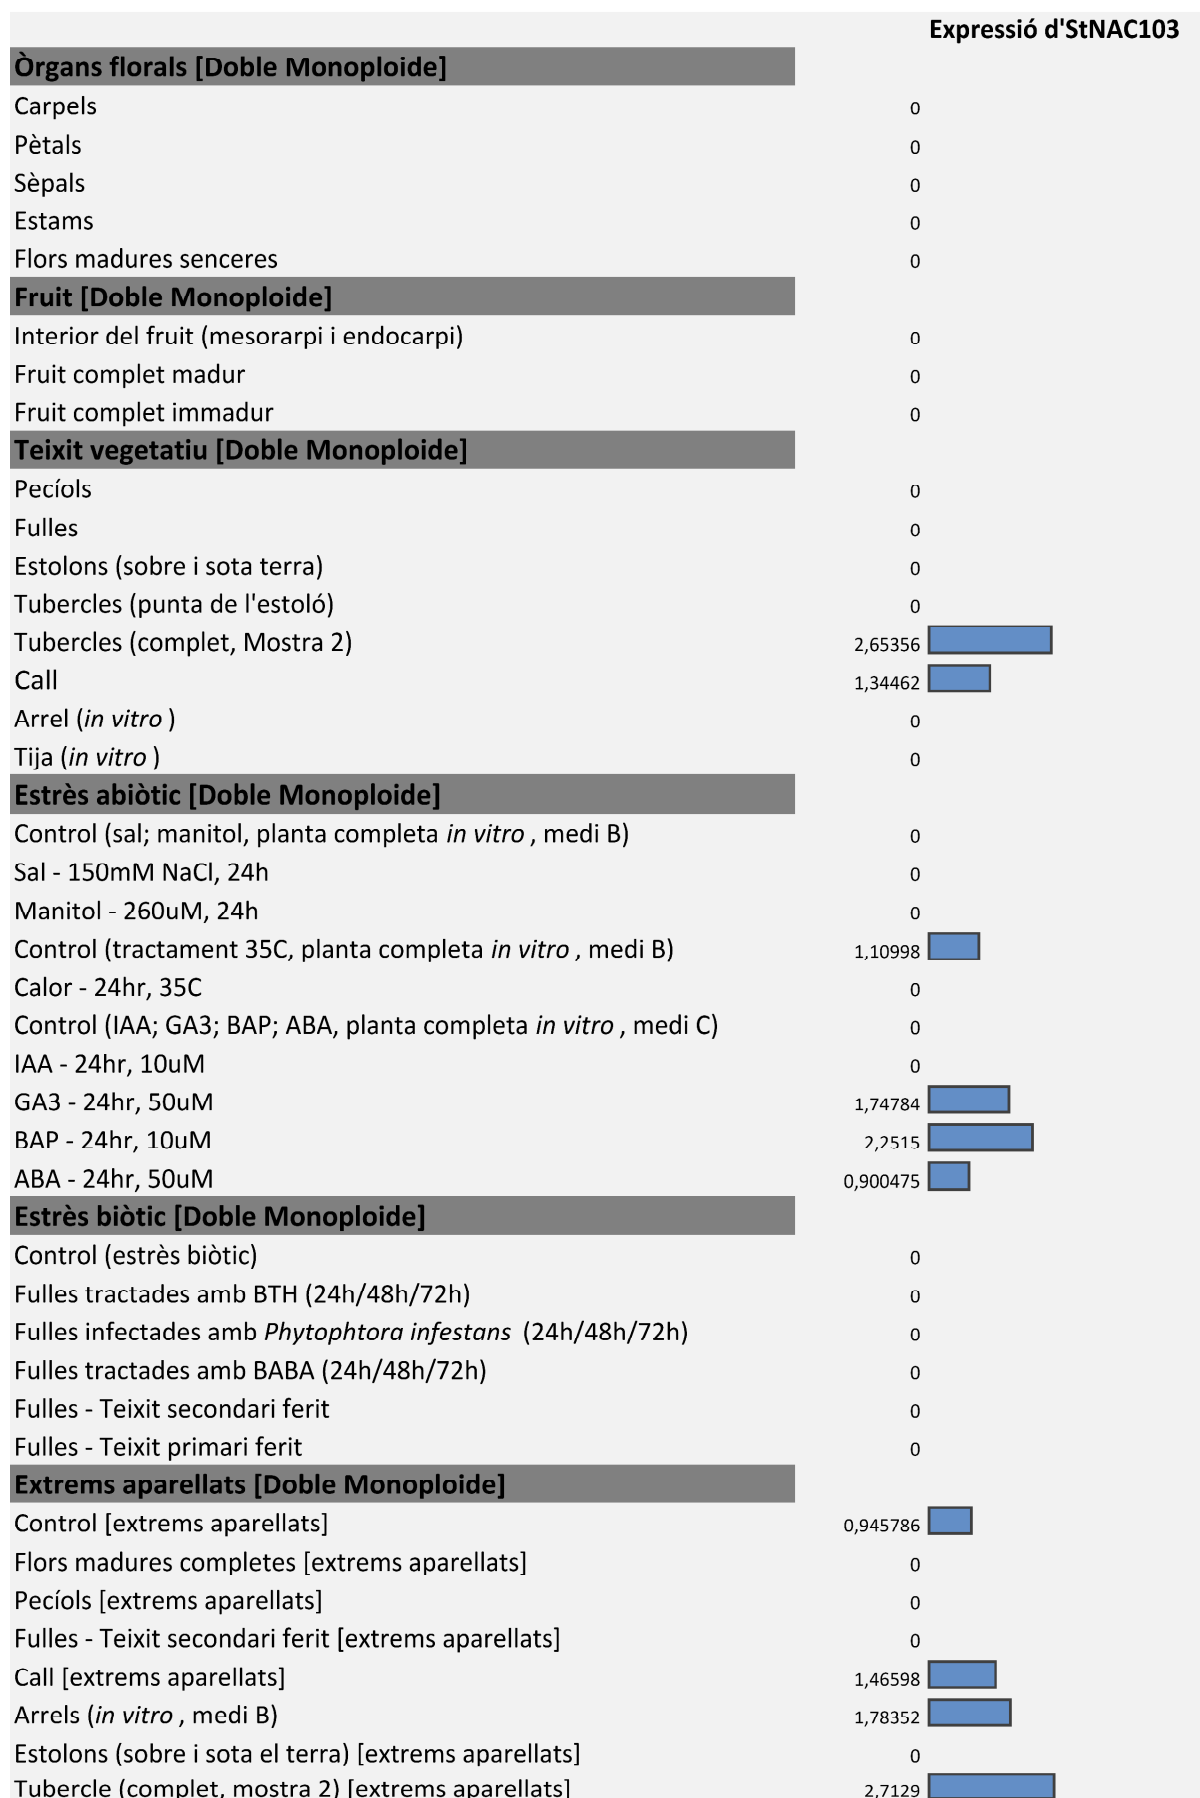 Expressió d'StNAC103
Òrgans florals [Doble Monoploide]
Carpels 0
Pètals 0
Sèpals 0
Estams 0
Flors madures senceres 0
Fruit [Doble Monoploide]
Interior del fruit (mesorarpi i endocarpi) 0
Fruit complet madur 0
Fruit complet immadur 0
Teixit vegetatiu [Doble Monoploide]
Pecíols 0
Fulles 0
Estolons (sobre i sota terra) 0
Tubercles (punta de l'estoló) 0
Tubercles (complet, Mostra 2) 2,65356
Call 1,34462
Arrel (in vitro ) 0
Tija (in vitro ) 0
Estrès abiòtic [Doble Monoploide]
Control (sal; manitol, planta completa in vitro , medi B) 0
Sal - 150mM NaCl, 24h 0
Manitol - 260uM, 24h 0
Control (tractament 35C, planta completa in vitro , medi B) 1,10998
Calor - 24hr, 35C 0
Control (IAA; GA3; BAP; ABA, planta completa in vitro , medi C) 0
IAA - 24hr, 10uM 0
GA3 - 24hr, 50uM 1,74784
BAP - 24hr, 10uM 2,2515
ABA - 24hr, 50uM 0,900475
Estrès biòtic [Doble Monoploide]
Control (estrès biòtic) 0
Fulles tractades amb BTH (24h/48h/72h) 0
Fulles infectades amb Phytophtora infestans (24h/48h/72h) 0
Fulles tractades amb BABA (24h/48h/72h) 0
Fulles - Teixit secondari ferit 0
Fulles - Teixit primari ferit 0
Extrems aparellats [Doble Monoploide]
Control [extrems aparellats] 0,945786
Flors madures completes [extrems aparellats] 0
Pecíols [extrems aparellats] 0
Fulles - Teixit secondari ferit [extrems aparellats] 0
Call [extrems aparellats] 1,46598
Arrels (in vitro , medi B) 1,78352
Estolons (sobre i sota el terra) [extrems aparellats] 0
Tubercle (complet, mostra 2) [extrems aparellats] 2,7129